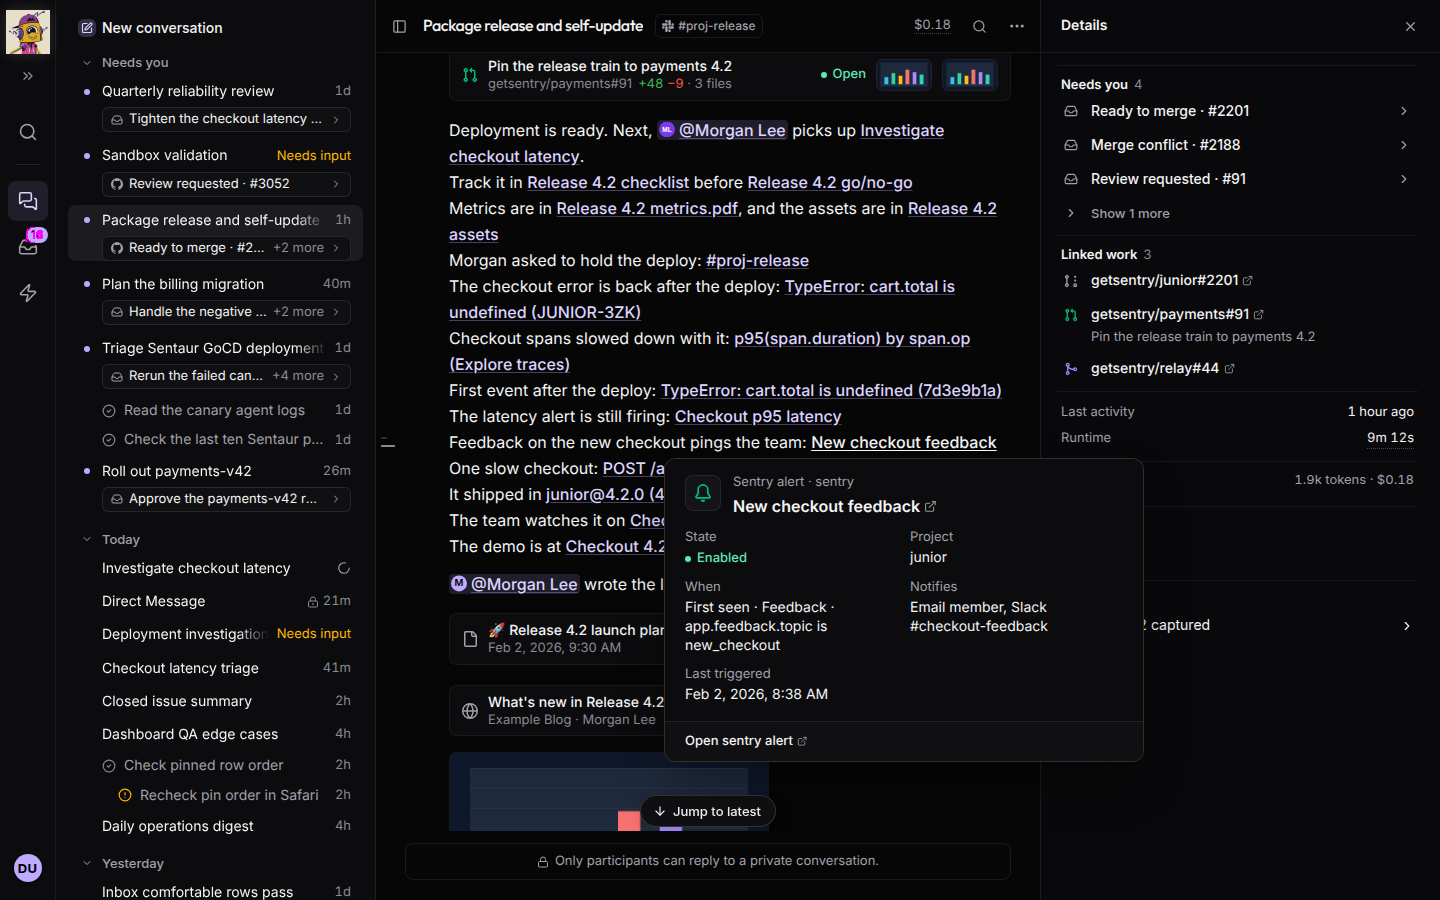 New conversation
Needs you
Quarterly reliability review 1d
Tighten the checkout latency ...
Sandbox validation Needs input
Review requested · #3052
Package release and self-update 1h
Ready to merge · #2... +2 more
Plan the billing migration 40m
Handle the negative ... +2 more
Triage Sentaur GoCD deployment 1d
Rerun the failed can... +4 more
Read the canary agent logs 1d
Check the last ten Sentaur p... 1d
Roll out payments-v42 26m
Approve the payments-v42 r...
Today
Investigate checkout latency
Direct Message 21m
Deployment investigation Needs input
Checkout latency triage 41m
Closed issue summary 2h
Dashboard QA edge cases 4h
Check pinned row order 2h
Recheck pin order in Safari 2h
Daily operations digest 4h
Yesterday
Inbox comfortable rows pass 1d
DU
Package release and self-update #proj-release $0.18
Pin the release train to payments 4.2
getsentry/payments#91 +48 −9 · 3 files
Open
Deployment is ready. Next, ML @Morgan Lee picks up Investigate
checkout latency.
Track it in Release 4.2 checklist before Release 4.2 go/no-go
Metrics are in Release 4.2 metrics.pdf, and the assets are in Release 4.2
assets
Morgan asked to hold the deploy: #proj-release
The checkout error is back after the deploy: TypeError: cart.total is
undefined (JUNIOR-3ZK)
Checkout spans slowed down with it: p95(span.duration) by span.op
(Explore traces)
First event after the deploy: TypeError: cart.total is undefined (7d3e9b1a)
The latency alert is still firing: Checkout p95 latency
Feedback on the new checkout pings the team: New checkout feedback
One slow checkout: POST /a
It shipped in junior@4.2.0 (4
The team watches it on Chec
The demo is at Checkout 4.2
M @Morgan Lee wrote the l
🚀 Release 4.2 launch plan
Feb 2, 2026, 9:30 AM
What's new in Release 4.2
Example Blog · Morgan Lee
Jump to latest
Only participants can reply to a private conversation.
Sentry alert · sentry
New checkout feedback
State
Enabled
Project
junior
When
First seen · Feedback ·
app.feedback.topic is
new_checkout
Notifies
Email member, Slack
#checkout-feedback
Last triggered
Feb 2, 2026, 8:38 AM
Open sentry alert
Details
Needs you 4
Ready to merge · #2201
Merge conflict · #2188
Review requested · #91
Show 1 more
Linked work 3
getsentry/junior#2201
getsentry/payments#91
Pin the release train to payments 4.2
getsentry/relay#44
Last activity 1 hour ago
Runtime 9m 12s
1.9k tokens · $0.18
captured